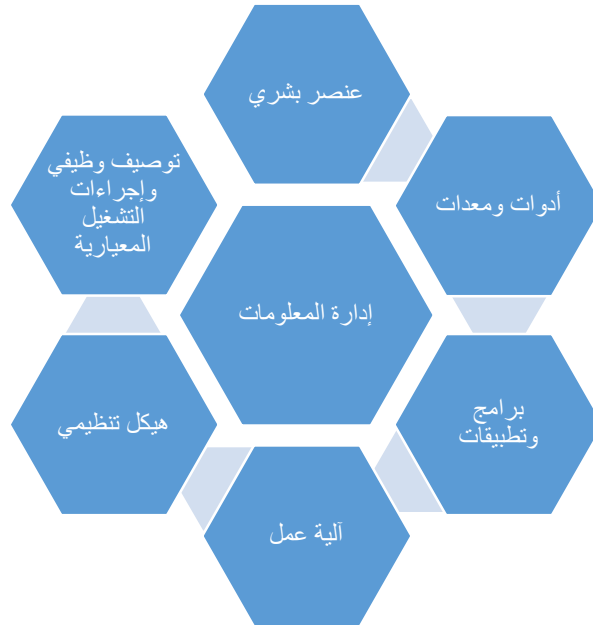 عنصر بشري
أدوات ومعدات
برامج
وتطبيقات
آلية عمل
هيكل تنظيمي
توصيف وظيفي
وإجراءات
التشغيل
المعيارية
إدارة المعلومات